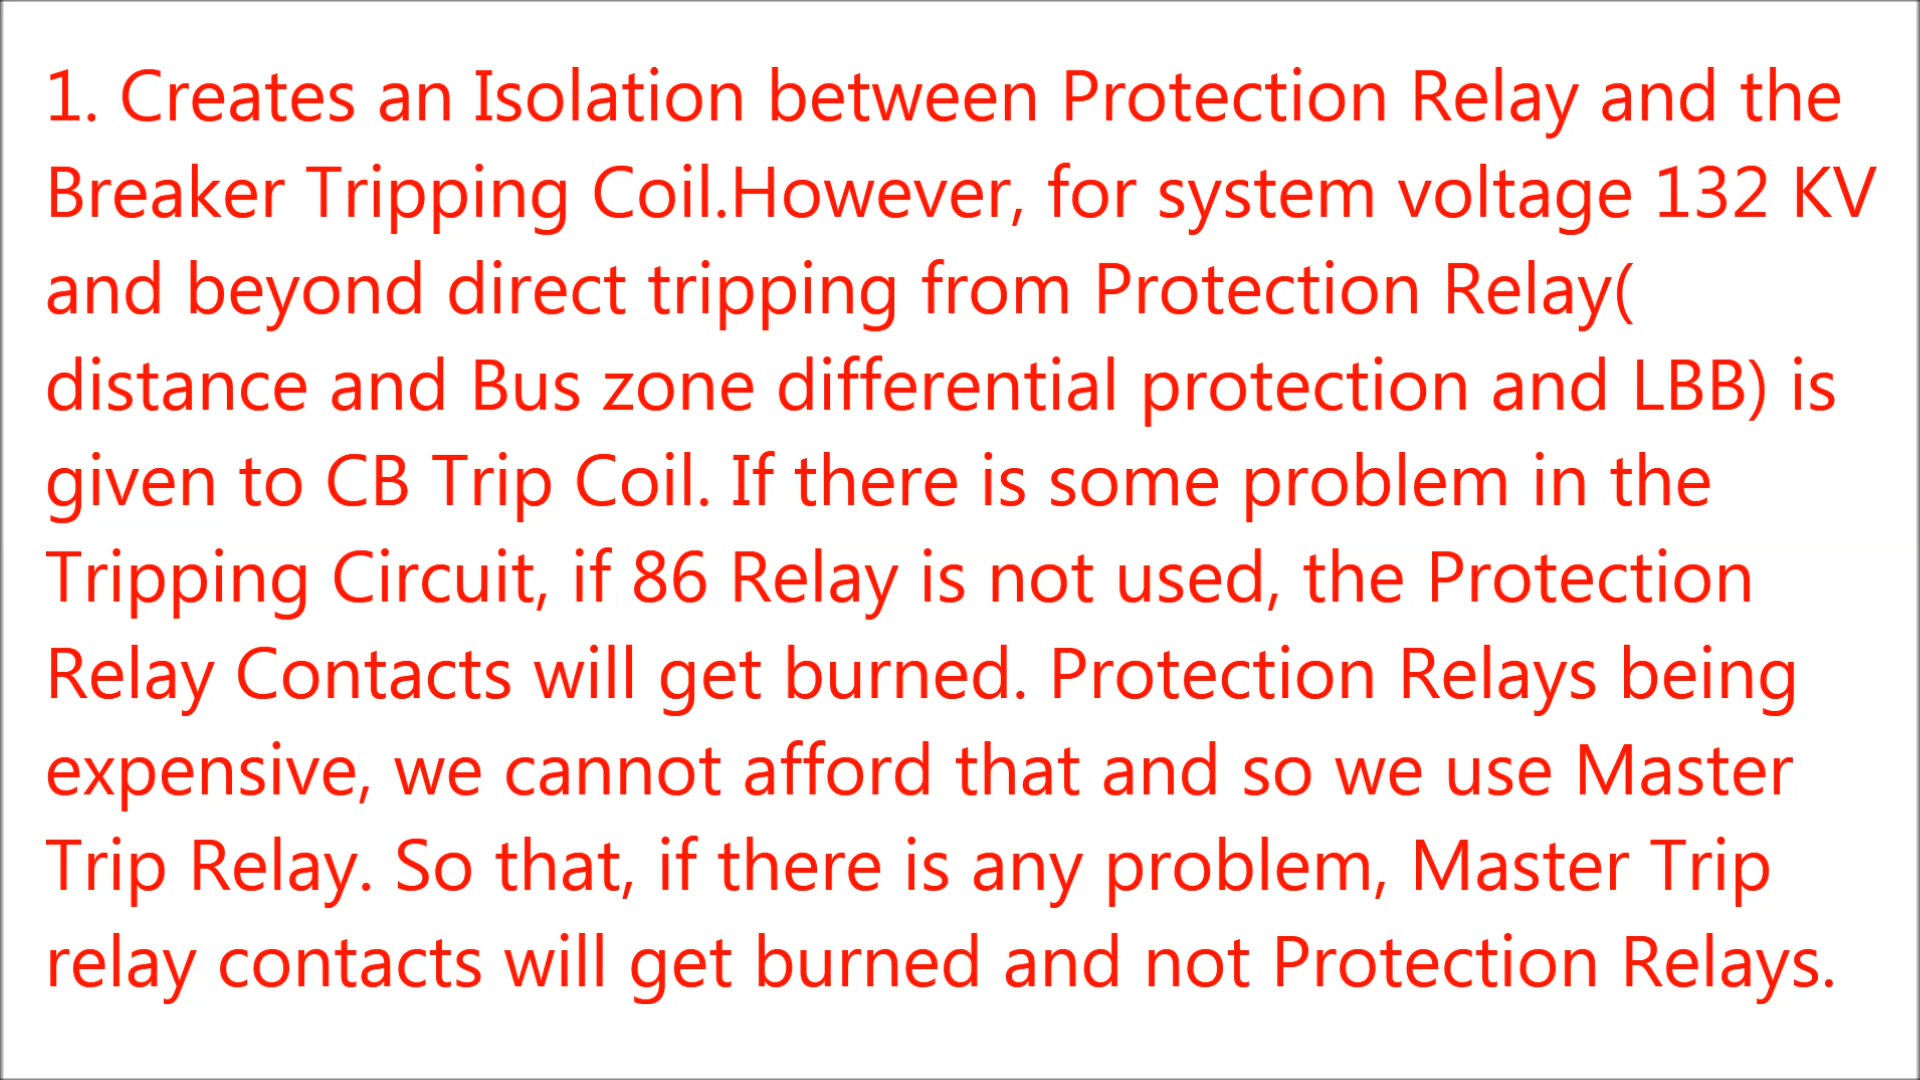 1. Creates an Isolation between Protection Relay and the
Breaker Tripping Coil.However, for system voltage 132 KV
and beyond direct tripping from Protection Relay(
distance and Bus zone differential protection and LBB) is
given to CB Trip Coil. If there is some problem in the
Tripping Circuit, if 86 Relay is not used, the Protection
Relay Contacts will get burned. Protection Relays being
expensive, we cannot afford that and so we use Master
Trip Relay. So that, if there is any problem, Master Trip
relay contacts will get burned and not Protection Relays.